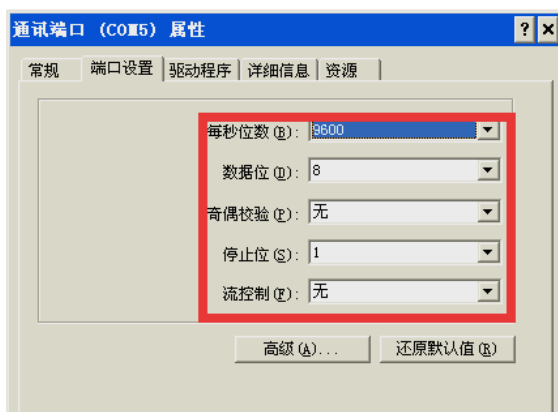 通讯端口 (COM5) 属性
常规 端口设置 驱动程序 详细信息 资源
每秒位数(B): 9600
数据位(D): 8
奇偶校验(P): 无
停止位(S): 1
流控制(F): 无
高级(A)... 还原默认值(R)